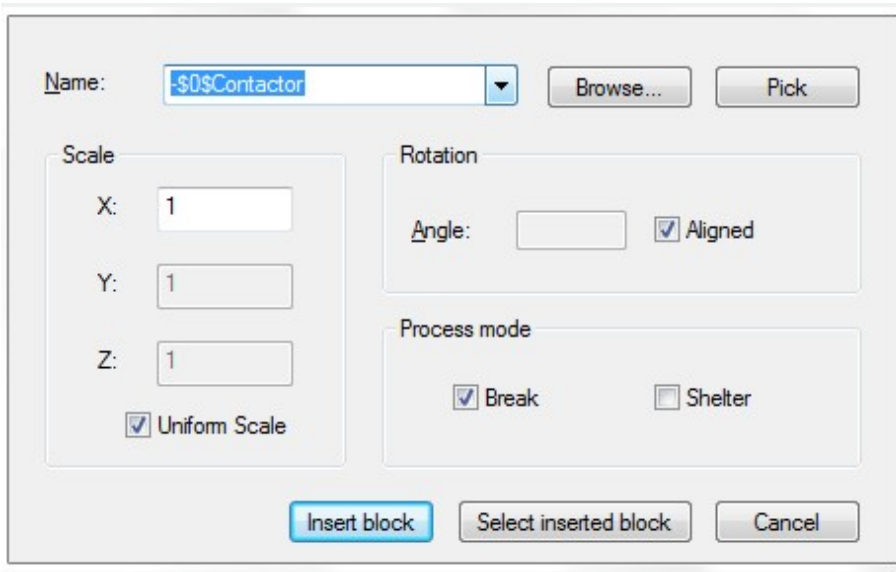 Name: -$0$Contactor Browse... Pick
Scale
Rotation
X: 1
Angle: Aligned
Y: 1
Process mode
Z: 1
Break Shelter
Uniform Scale
Insert block Select inserted block Cancel